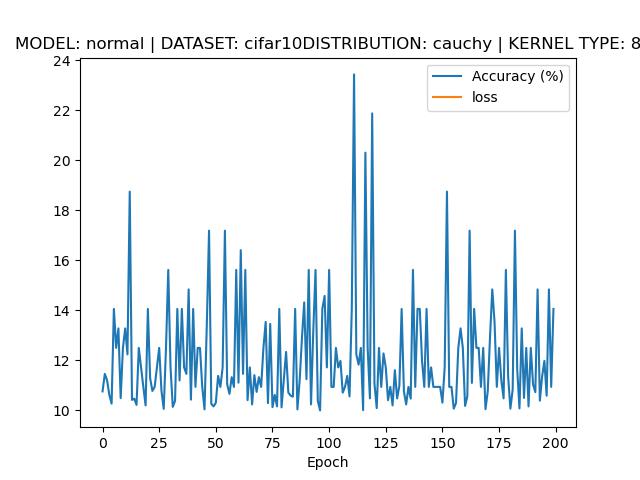 MODEL: normal | DATASET: cifar10DISTRIBUTION: cauchy | KERNEL TYPE: 8
24
22
20
18
16
14
12
10
Accuracy (%)
loss
0 25 50 75 100 125 150 175 200
Epoch